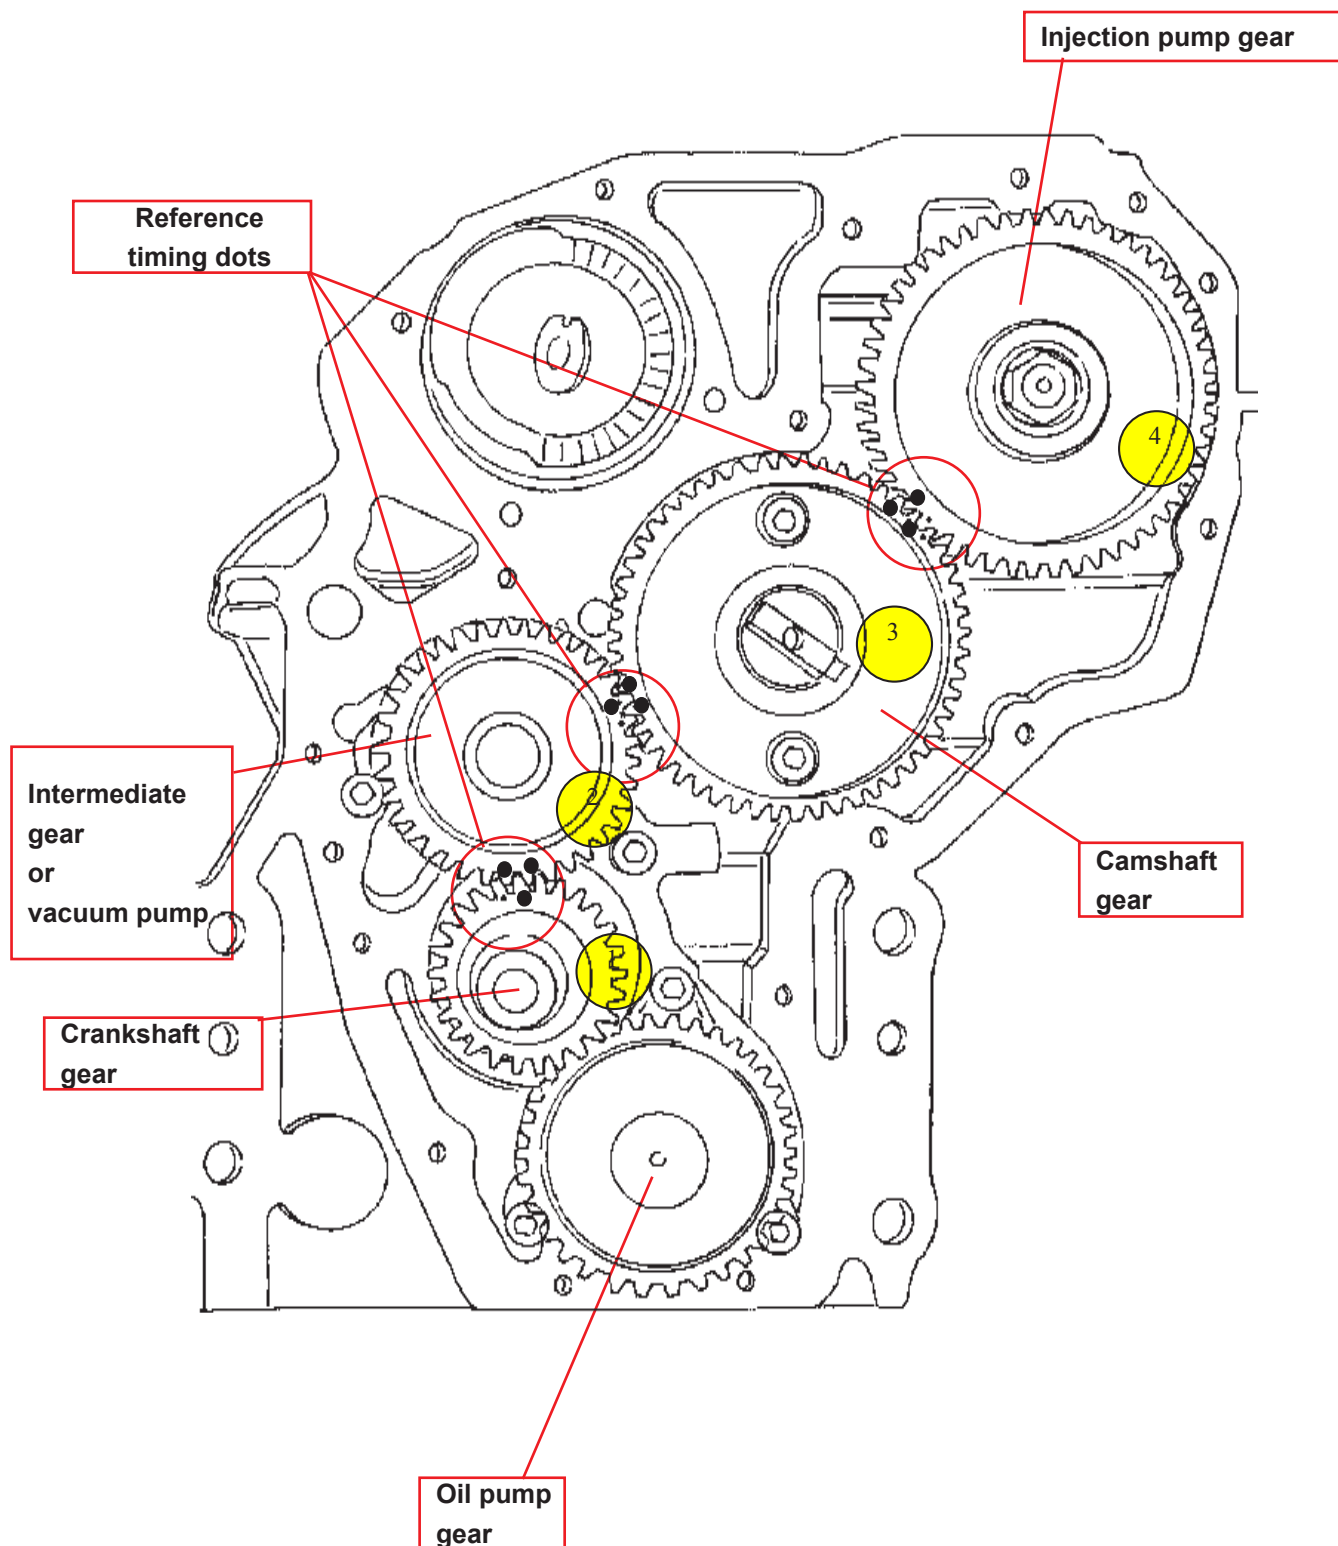 Injection pump gear
Reference
timing dots
4
3
Intermediate
gear
or
vacuum pump
2
Camshaft
gear
Crankshaft
gear
Oil pump
gear